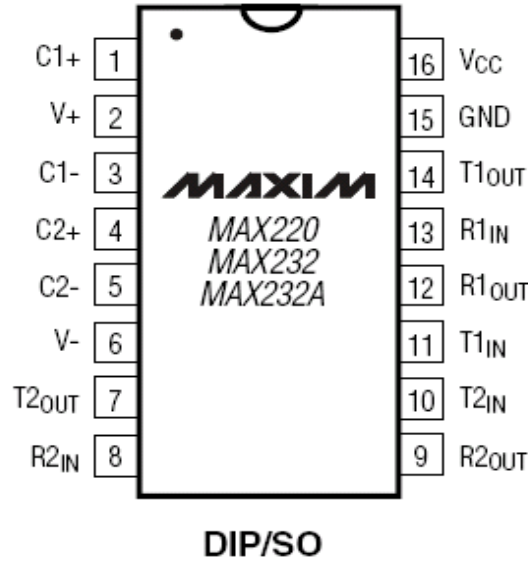 C1+ 1 16 VCC
V+ 2 15 GND
C1- 3 14 T1OUT
MAXIM
C2+ 4 MAX220 13 R1IN
MAX232
C2- 5 MAX232A 12 R1OUT
V- 6 11 T1IN
T2OUT 7 10 T2IN
R2IN 8 9 R2OUT
DIP/SO